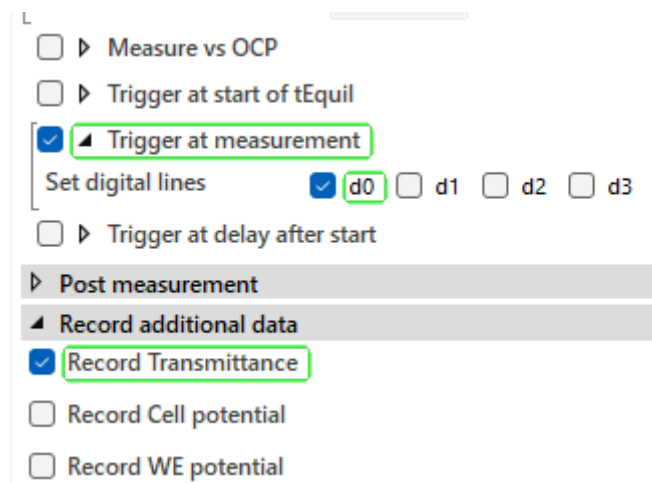 Measure vs OCP
Trigger at start of tEquil
Trigger at measurement
Set digital lines d0 d1 d2 d3
Trigger at delay after start
Post measurement
Record additional data
Record Transmittance
Record Cell potential
Record WE potential